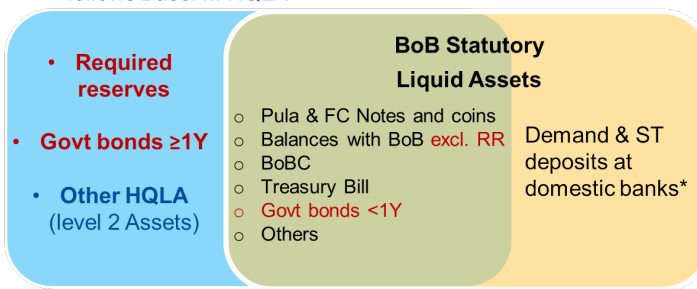 • Required
reserves
• Govt bonds ≥1Y
• Other HQLA
(level 2 Assets)
BoB Statutory
Liquid Assets
o Pula & FC Notes and coins
o Balances with BoB excl. RR
o BoBC
o Treasury Bill
o Govt bonds <1Y
o Others
Demand & ST
deposits at
domestic banks*